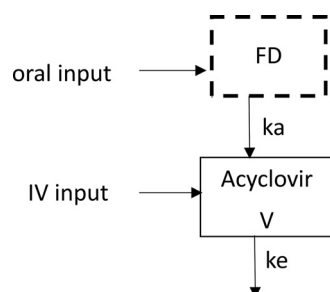 FD
oral input
ka
Acyclovir
IV input
V
ke